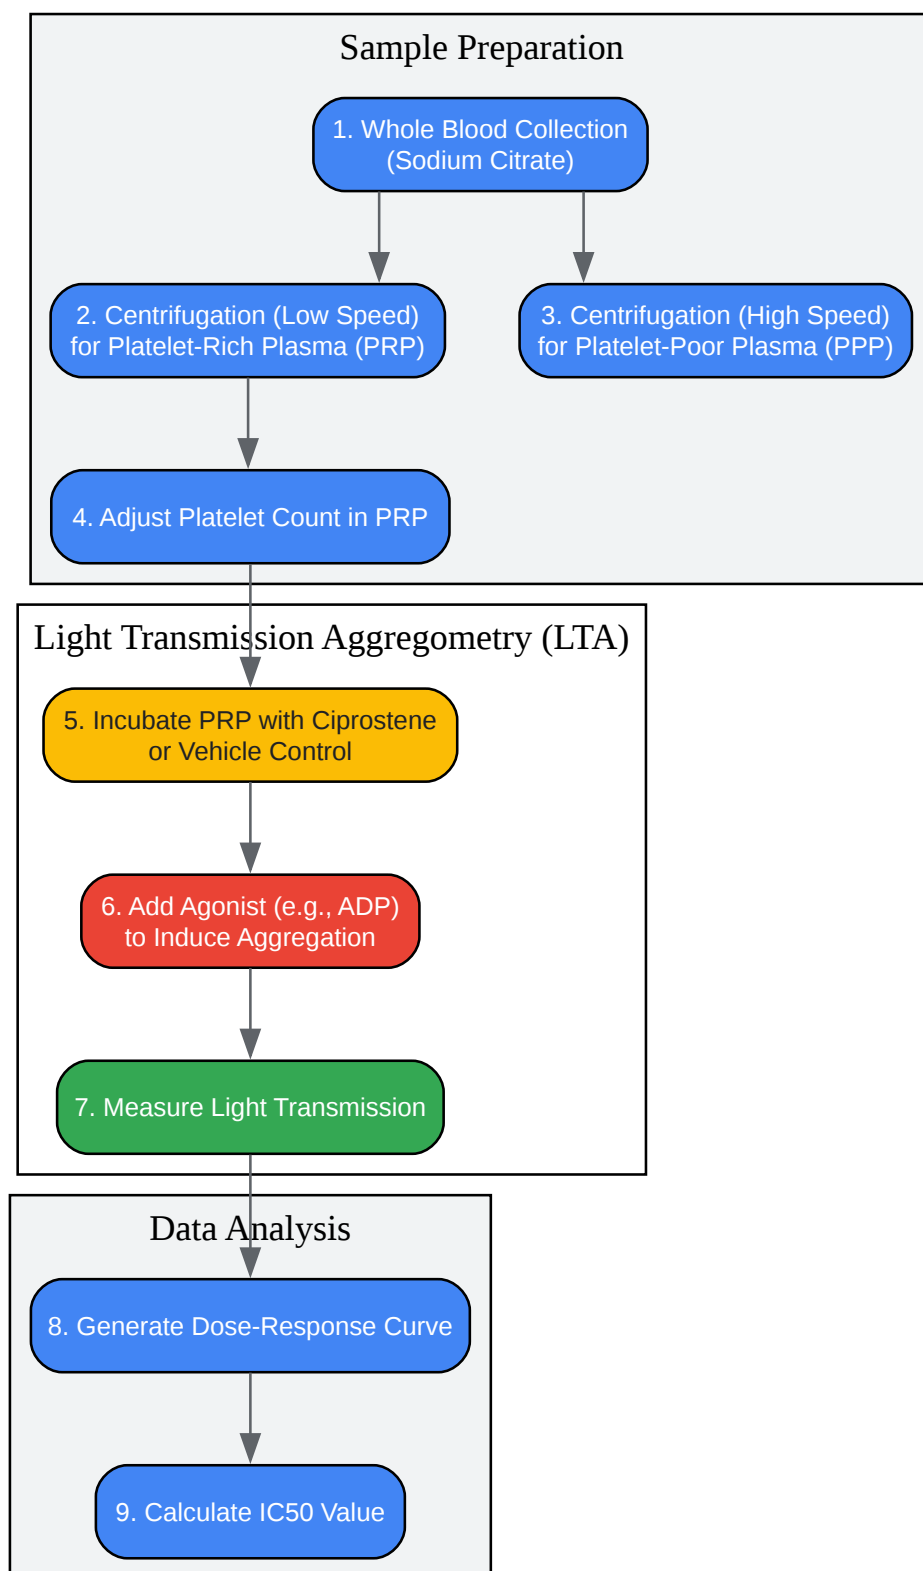 Sample Preparation
1. Whole Blood Collection
(Sodium Citrate)
2. Centrifugation (Low Speed)
for Platelet-Rich Plasma (PRP)
3. Centrifugation (High Speed)
for Platelet-Poor Plasma (PPP)
4. Adjust Platelet Count in PRP
Light Transmission Aggregometry (LTA)
5. Incubate PRP with Ciprostene
or Vehicle Control
6. Add Agonist (e.g., ADP)
to Induce Aggregation
7. Measure Light Transmission
Data Analysis
8. Generate Dose-Response Curve
9. Calculate IC50 Value